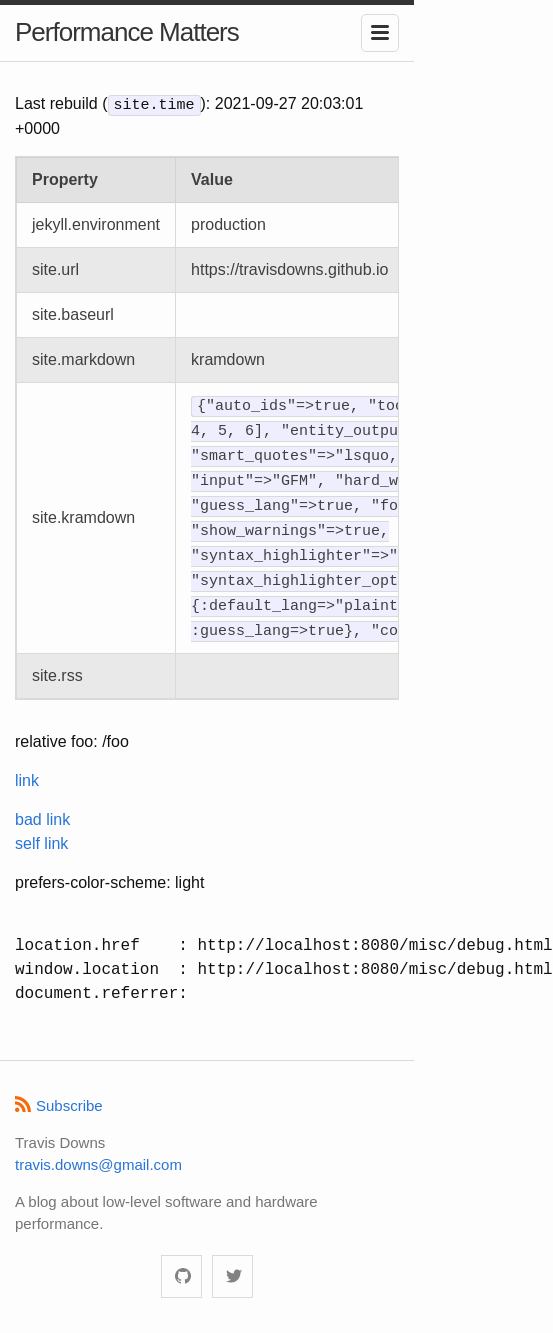 Performance Matters
Last rebuild (site.time): 2021-09-27 20:03:01
+0000
Property Value
jekyll.environment production
site.url https://travisdowns.github.io
site.baseurl
site.markdown kramdown
{"auto_ids"=>true, "toc
4, 5, 6], "entity_outpu
"smart_quotes"=>"lsquo,
"input"=>"GFM", "hard_w
"guess_lang"=>true, "fo
site.kramdown
"show_warnings"=>true,
"syntax_highlighter"=>"
"syntax_highlighter_opt
{:default_lang=>"plaint
:guess_lang=>true}, "co
site.rss
relative foo: /foo
link
bad link
self link
prefers-color-scheme: light
location.href    : http://localhost:8080/misc/debug.html
window.location  : http://localhost:8080/misc/debug.html
document.referrer:
Subscribe
Travis Downs
travis.downs@gmail.com
A blog about low-level software and hardware
performance.